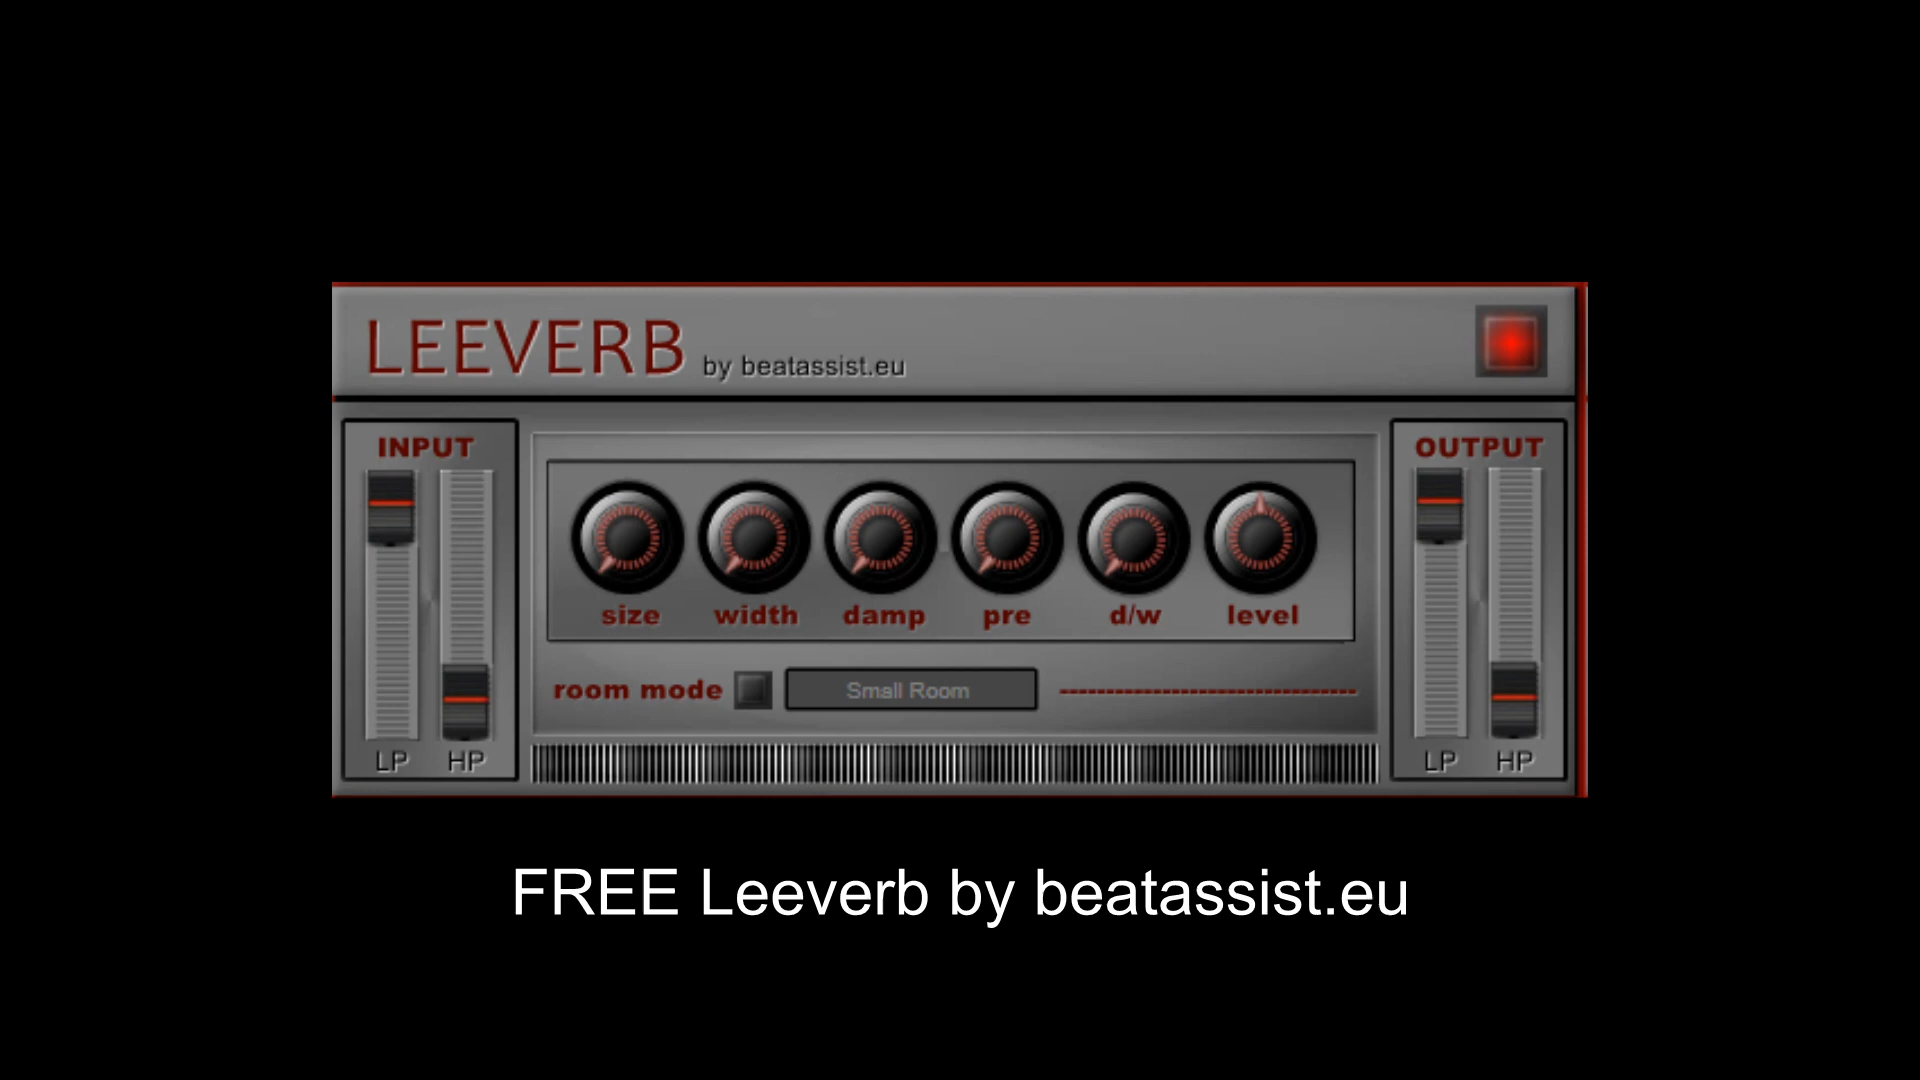 LEEVERB by beatassist.eu
INPUT
OUTPUT
size width damp pre d/w level
room mode Small Room
LP HP
LP HP
FREE Leeverb by beatassist.eu